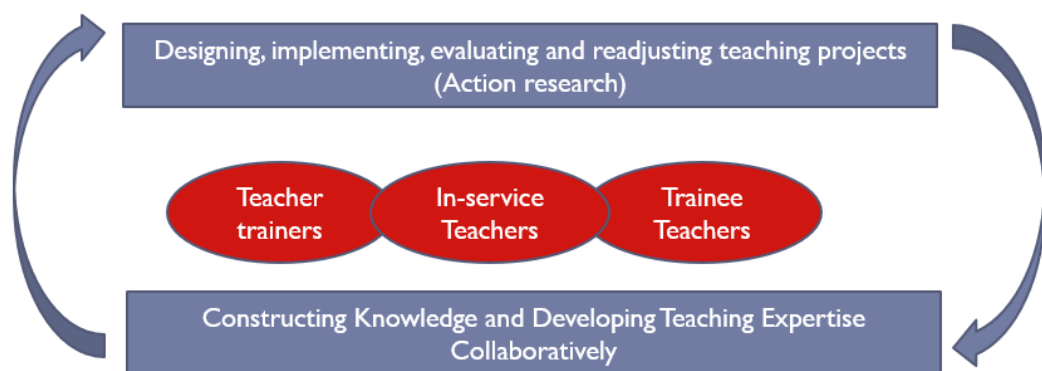 Designing, implementing, evaluating and readjusting teaching projects
(Action research)
Teacher
trainers
In-service
Teachers
Trainee
Teachers
Constructing Knowledge and Developing Teaching Expertise
Collaboratively